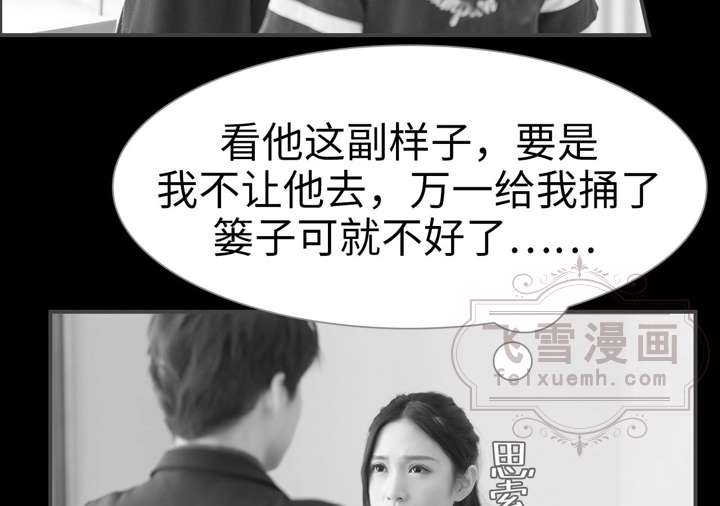 看他这副样子，要是
我不让他去，万一给我捅了
篓子可就不好了……
飞雪漫画
feixuemh.com
思索